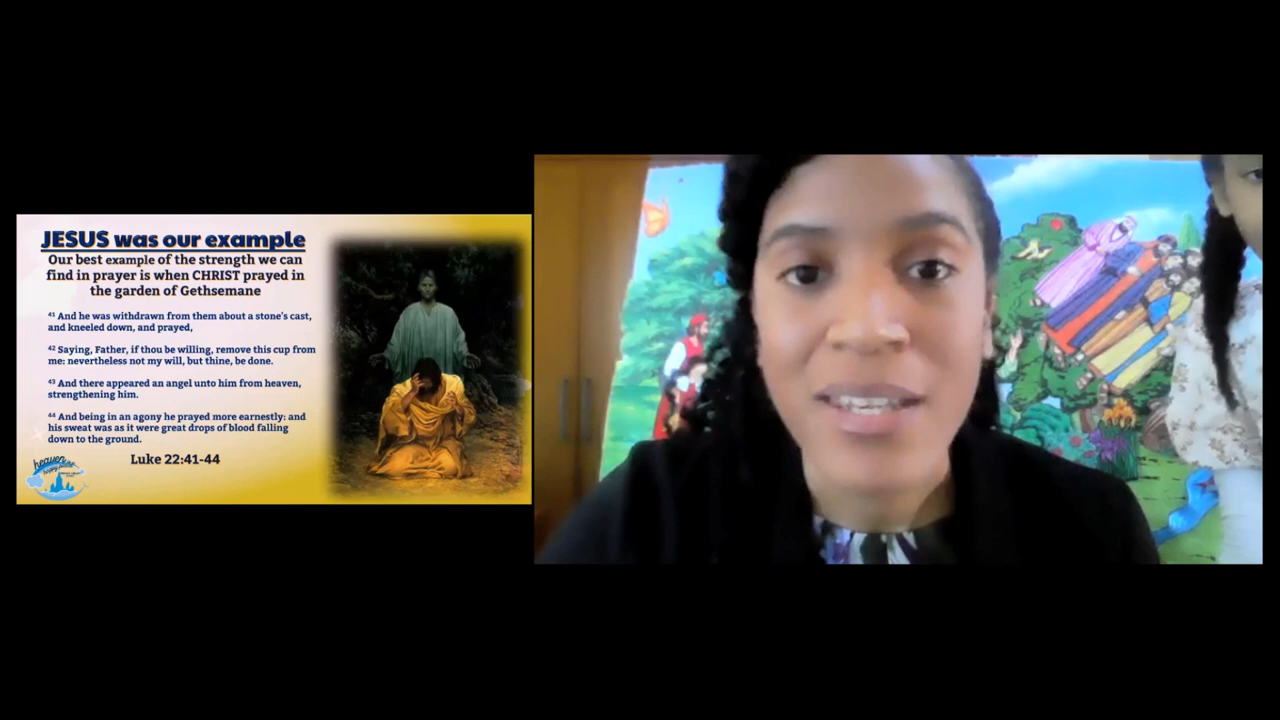 JESUS was our example
Our best example of the strength we can
find in prayer is when CHRIST prayed in
the garden of Gethsemane
41 And he was withdrawn from them about a stone's cast,
and kneeled down, and prayed,
42 Saying, Father, if thou be willing, remove this cup from
me: nevertheless not my will, but thine, be done.
43 And there appeared an angel unto him from heaven,
strengthening him.
44 And being in an agony he prayed more earnestly: and
his sweat was as it were great drops of blood falling
down to the ground.
Luke 22:41-44
heaven